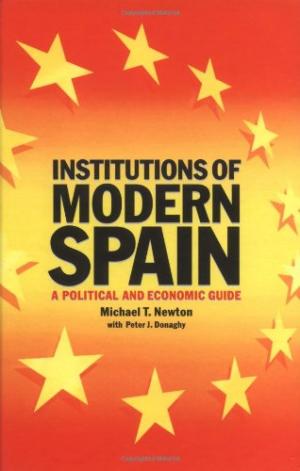 INSTITUTIONS OF
MODERN
SPAIN
A POLITICAL AND ECONOMIC GUIDE
Michael T. Newton
with Peter J. Donaghy